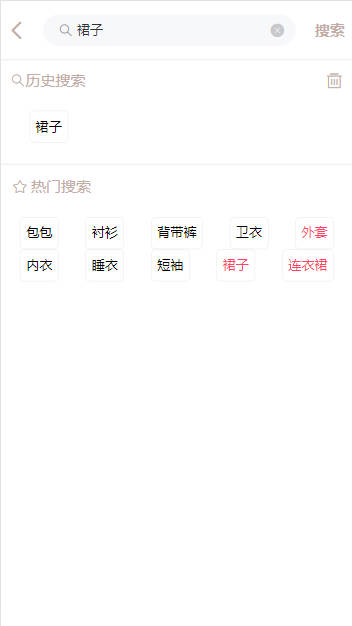 裙子 搜索
历史搜索
裙子
热门搜索
包包 衬衫 背带裤 卫衣 外套
内衣 睡衣 短袖 裙子 连衣裙